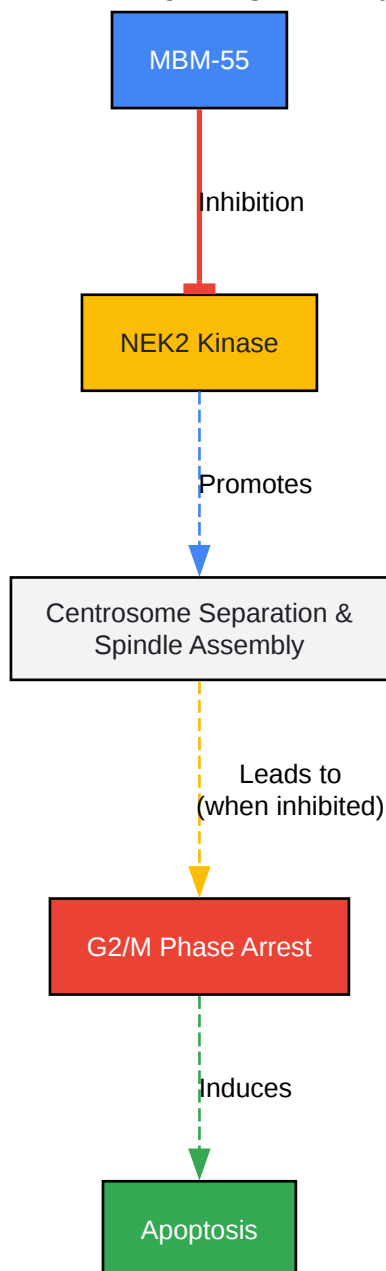 MBM-55
Inhibition
NEK2 Kinase
Promotes
Centrosome Separation &
Spindle Assembly
Leads to
(when inhibited)
G2/M Phase Arrest
Induces
Apoptosis